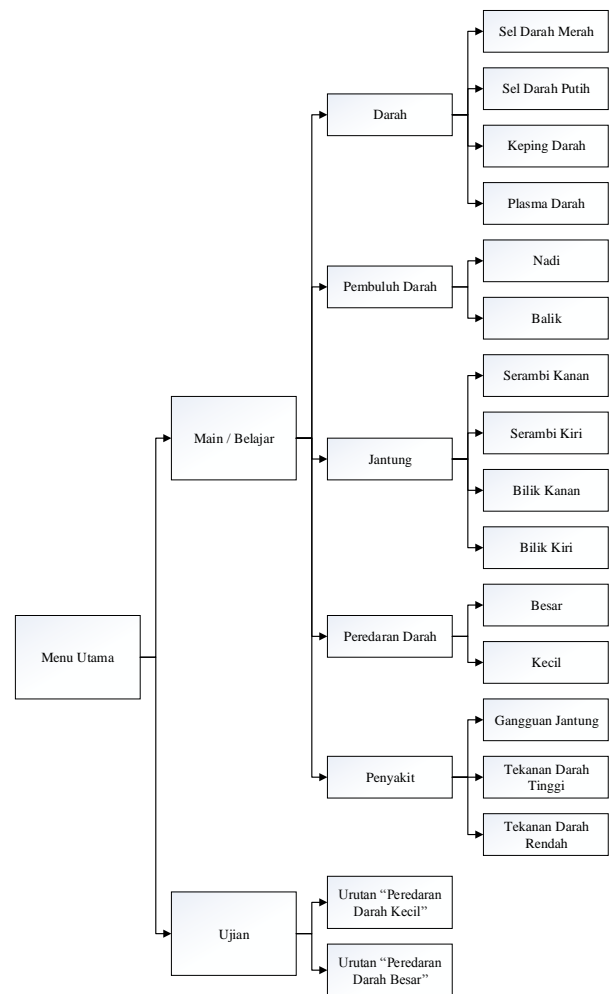 Sel Darah Merah
Sel Darah Putih
Darah
Keping Darah
Plasma Darah
Nadi
Pembuluh Darah
Balik
Serambi Kanan
Main / Belajar
Serambi Kiri
Jantung
Bilik Kanan
Bilik Kiri
Besar
Menu Utama
Peredaran Darah
Kecil
Gangguan Jantung
Penyakit
Tekanan Darah
Tinggi
Tekanan Darah
Rendah
Urutan “Peredaran
Darah Kecil”
Ujian
Urutan “Peredaran
Darah Besar”